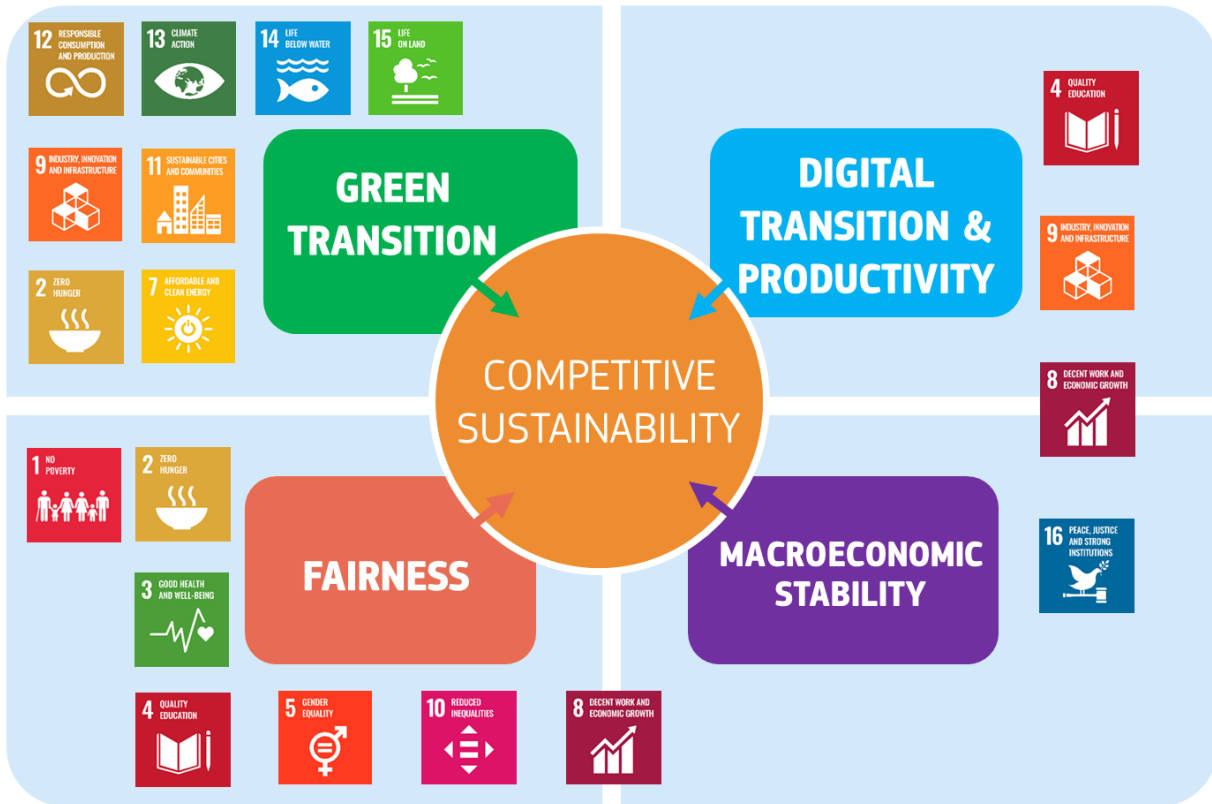 12 RESPONSIBLE
CONSUMPTION
AND PRODUCTION
13 CLIMATE
ACTION
14 LIFE
BELOW WATER
15 LIFE
ON LAND
9 INDUSTRY, INNOVATION
AND INFRASTRUCTURE
11 SUSTAINABLE CITIES
AND COMMUNITIES
2 ZERO
HUNGER
7 AFFORDABLE AND
CLEAN ENERGY
GREEN
TRANSITION
DIGITAL
TRANSITION &
PRODUCTIVITY
4 QUALITY
EDUCATION
9 INDUSTRY, INNOVATION
AND INFRASTRUCTURE
8 DECENT WORK AND
ECONOMIC GROWTH
COMPETITIVE
SUSTAINABILITY
1 NO
POVERTY
2 ZERO
HUNGER
3 GOOD HEALTH
AND WELL-BEING
FAIRNESS
4 QUALITY
EDUCATION
5 GENDER
EQUALITY
10 REDUCED
INEQUALITIES
8 DECENT WORK AND
ECONOMIC GROWTH
MACROECONOMIC
STABILITY
16 PEACE, JUSTICE
AND STRONG
INSTITUTIONS